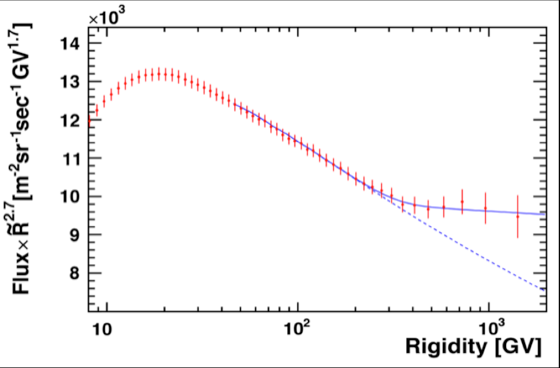 ×10³
14
13
12
11
10
9
8
Flux × R̃^2.7 [m⁻²sr⁻¹sec⁻¹GV^1.7]
10 10² 10³
Rigidity [GV]